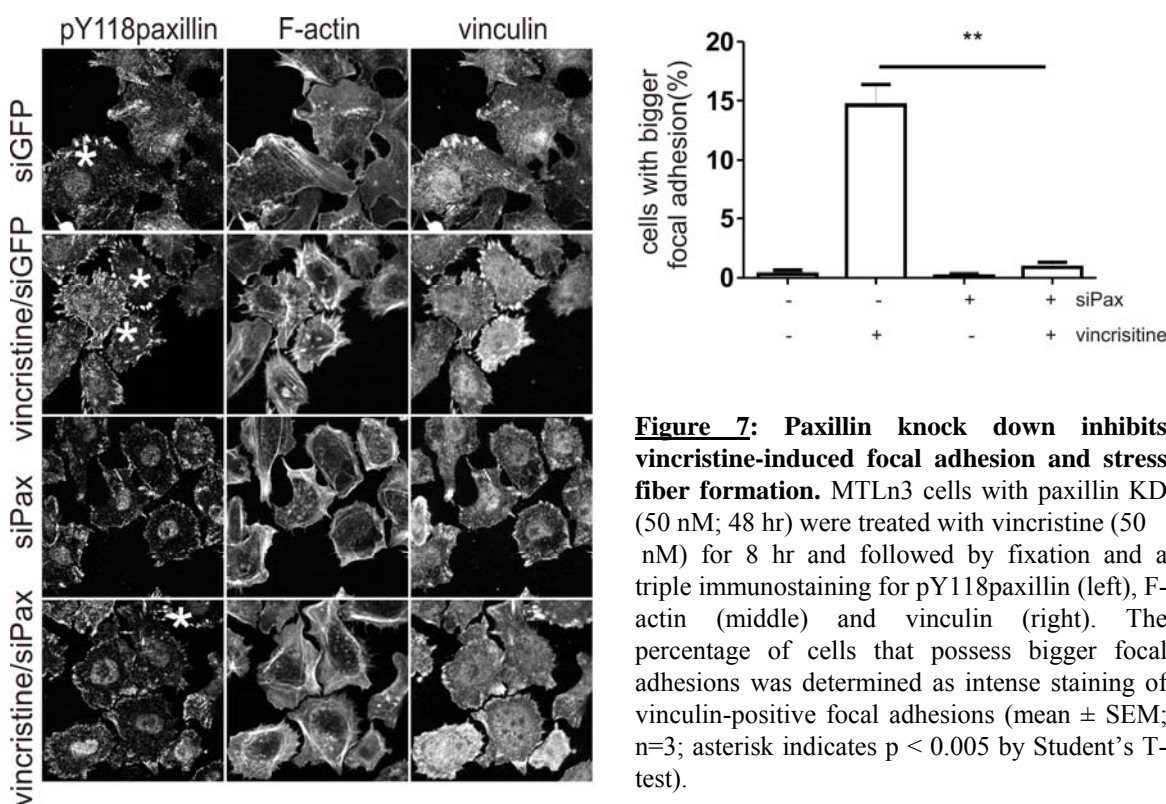 pY118paxillin F-actin vinculin
siGFP
*
vincristine/siGFP
*
*
siPax
vincristine/siPax
*
cells with bigger
focal adhesion(%)
20
15
10
5
0
**
- - + + siPax
- + - + vincrisitine
Figure 7: Paxillin knock down inhibits
vincristine-induced focal adhesion and stress
fiber formation. MTLn3 cells with paxillin KD
(50 nM; 48 hr) were treated with vincristine (50
nM) for 8 hr and followed by fixation and a
triple immunostaining for pY118paxillin (left), F-
actin (middle) and vinculin (right). The
percentage of cells that possess bigger focal
adhesions was determined as intense staining of
vinculin-positive focal adhesions (mean ± SEM;
n=3; asterisk indicates p < 0.005 by Student’s T-
test).